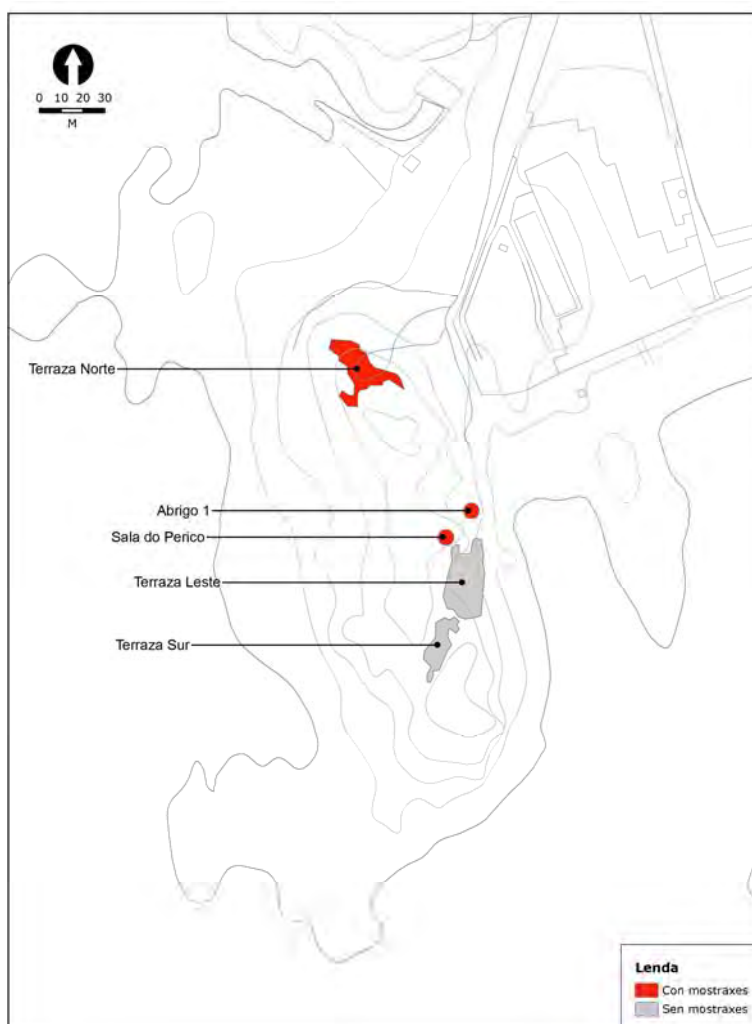 0 10 20 30
M
Terraza Norte
Abrigo 1
Sala do Perico
Terraza Leste
Terraza Sur
Lenda
Con mostraxes
Sen mostraxes